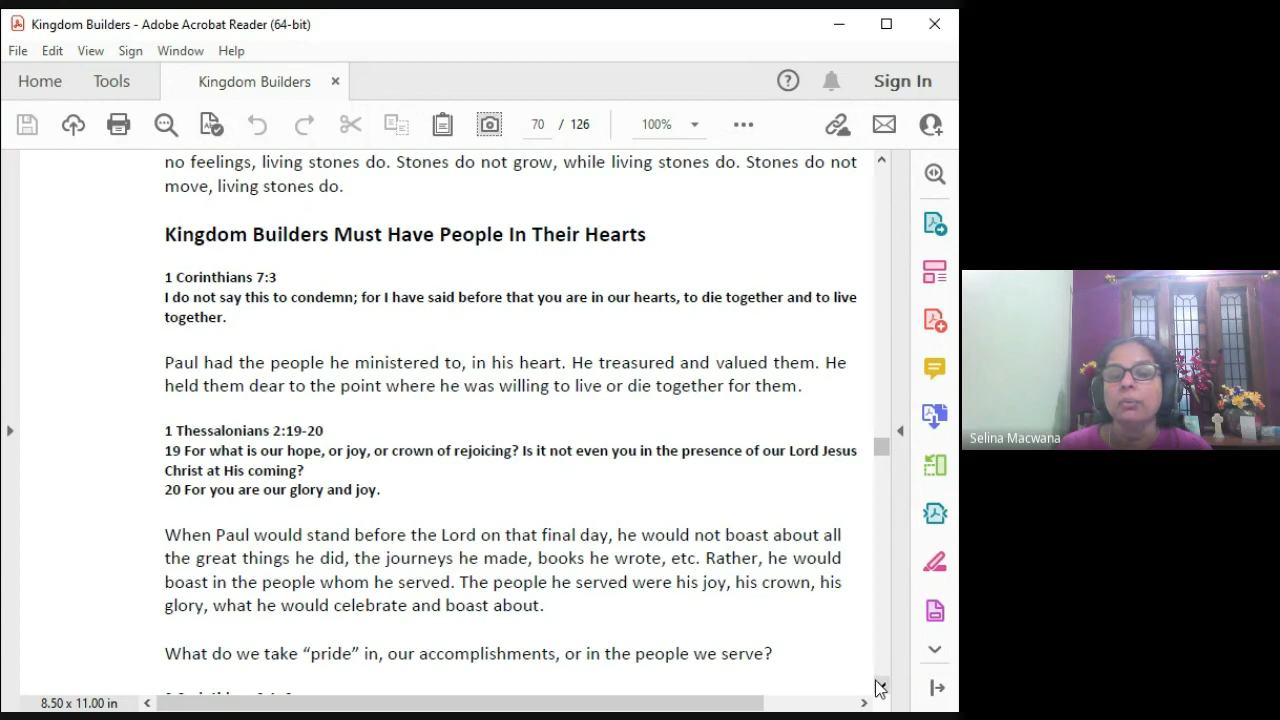 Kingdom Builders - Adobe Acrobat Reader (64-bit)
File Edit View Sign Window Help
Home Tools Kingdom Builders × Sign In
70 / 126 100%
no feelings, living stones do. Stones do not grow, while living stones do. Stones do not
move, living stones do.
Kingdom Builders Must Have People In Their Hearts
1 Corinthians 7:3
I do not say this to condemn; for I have said before that you are in our hearts, to die together and to live
together.
Paul had the people he ministered to, in his heart. He treasured and valued them. He
held them dear to the point where he was willing to live or die together for them.
1 Thessalonians 2:19-20
19 For what is our hope, or joy, or crown of rejoicing? Is it not even you in the presence of our Lord Jesus
Christ at His coming?
20 For you are our glory and joy.
When Paul would stand before the Lord on that final day, he would not boast about all
the great things he did, the journeys he made, books he wrote, etc. Rather, he would
boast in the people whom he served. The people he served were his joy, his crown, his
glory, what he would celebrate and boast about.
What do we take “pride” in, our accomplishments, or in the people we serve?
8.50 x 11.00 in
Selina Macwana